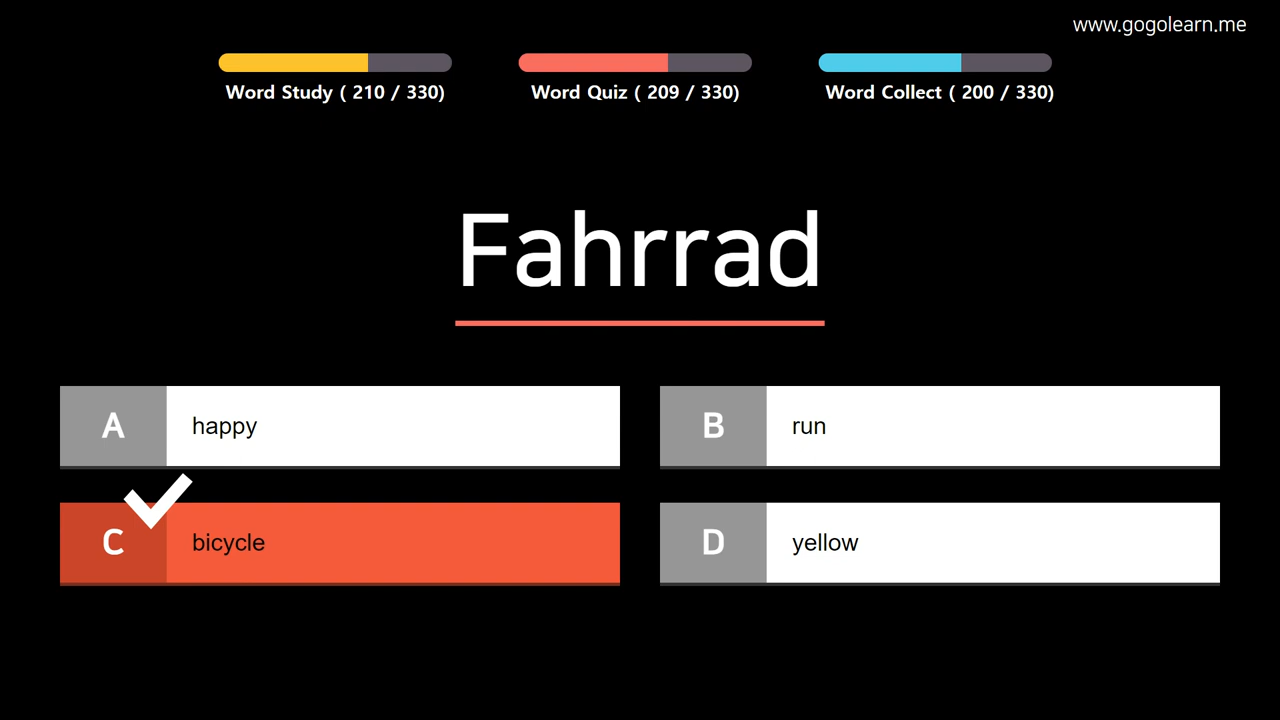 www.gogolearn.me
Word Study ( 210 / 330)
Word Quiz ( 209 / 330)
Word Collect ( 200 / 330)
Fahrrad
A happy
B run
C bicycle
D yellow